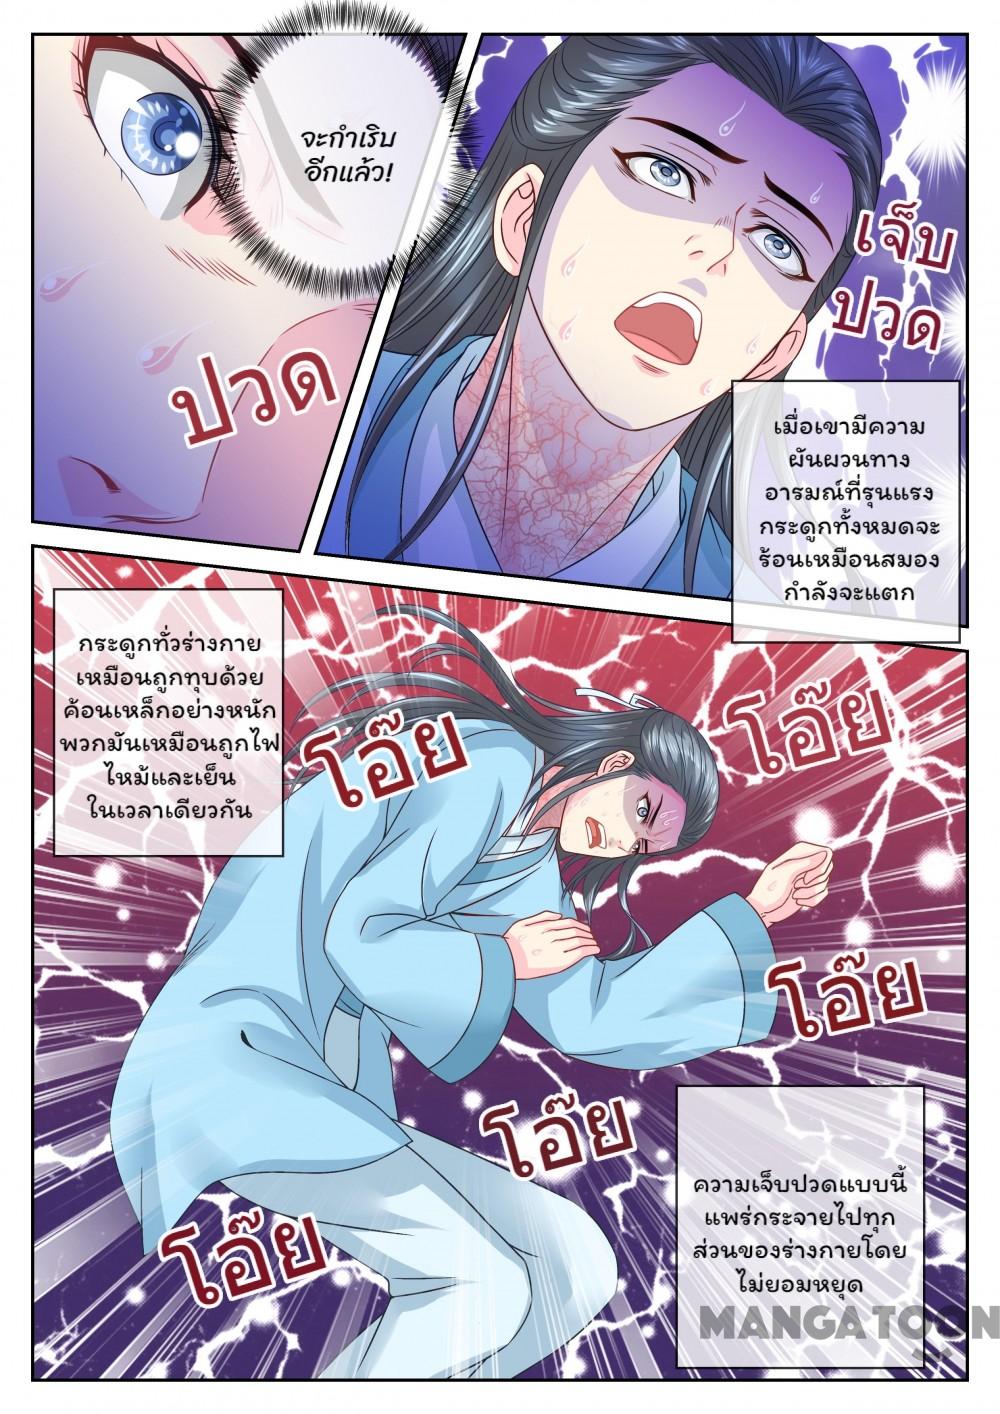 จะกำเริบ
อีกแล้ว!
ปวด
เจ็บ
ปวด
เมื่อเขามีความ
ผันผวนทาง
อารมณ์ที่รุนแรง
กระดูกทั้งหมดจะ
ร้อนเหมือนสมอง
กำลังจะแตก
กระดูกทั่วร่างกาย
เหมือนถูกทุบด้วย
ค้อนเหล็กอย่างหนัก
พวกมันเหมือนถูกไฟ
ไหม้และเย็น
ในเวลาเดียวกัน
โอ๊ย
โอ๊ย
โอ๊ย
โอ๊ย
โอ๊ย
ความเจ็บปวดแบบนี้
แพร่กระจายไปทุก
ส่วนของร่างกายโดย
ไม่ยอมหยุด
MANGATOON